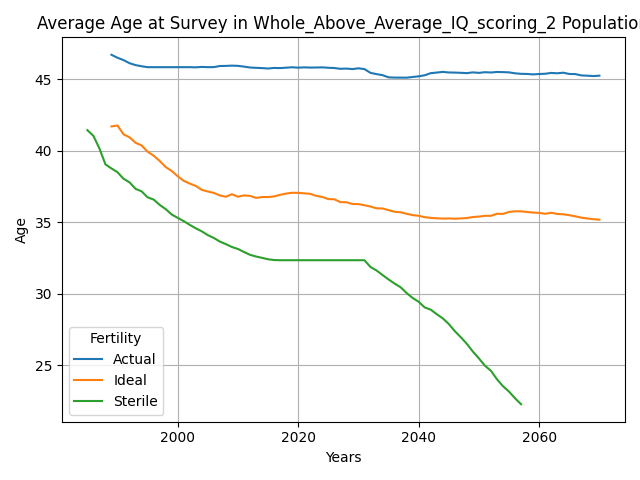 Average Age at Survey in Whole_Above_Average_IQ_scoring_2 Population
45
40
35
30
25
Age
Fertility
Actual
Ideal
Sterile
2000 2020 2040 2060
Years